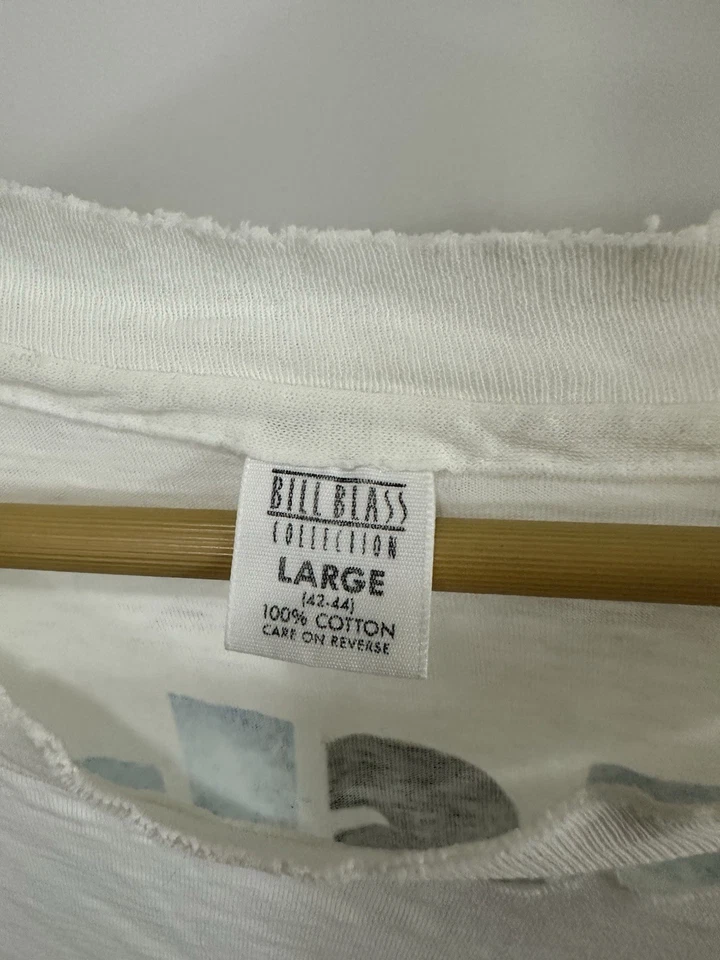 BILL BLASS
COLLECTION
LARGE
(42-44)
100% COTTON
CARE ON REVERSE